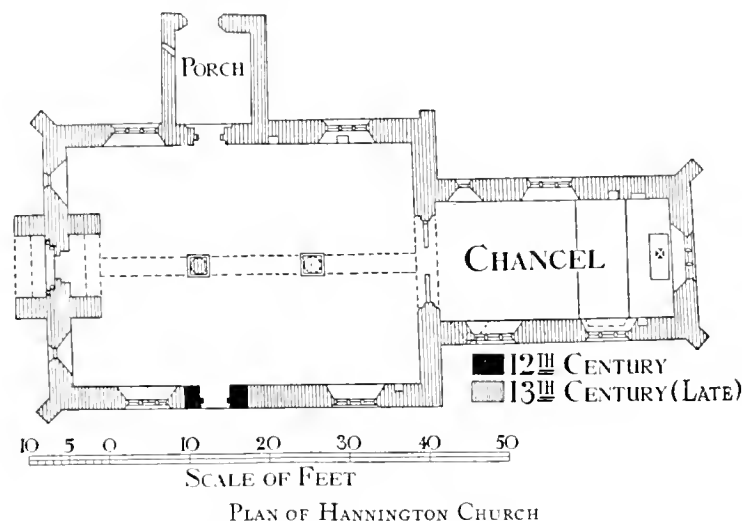 PORCH
CHANCEL
12TH CENTURY
13TH CENTURY (LATE)
10 5 0 10 20 30 40 50
SCALE OF FEET
PLAN OF HANNINGTON CHURCH